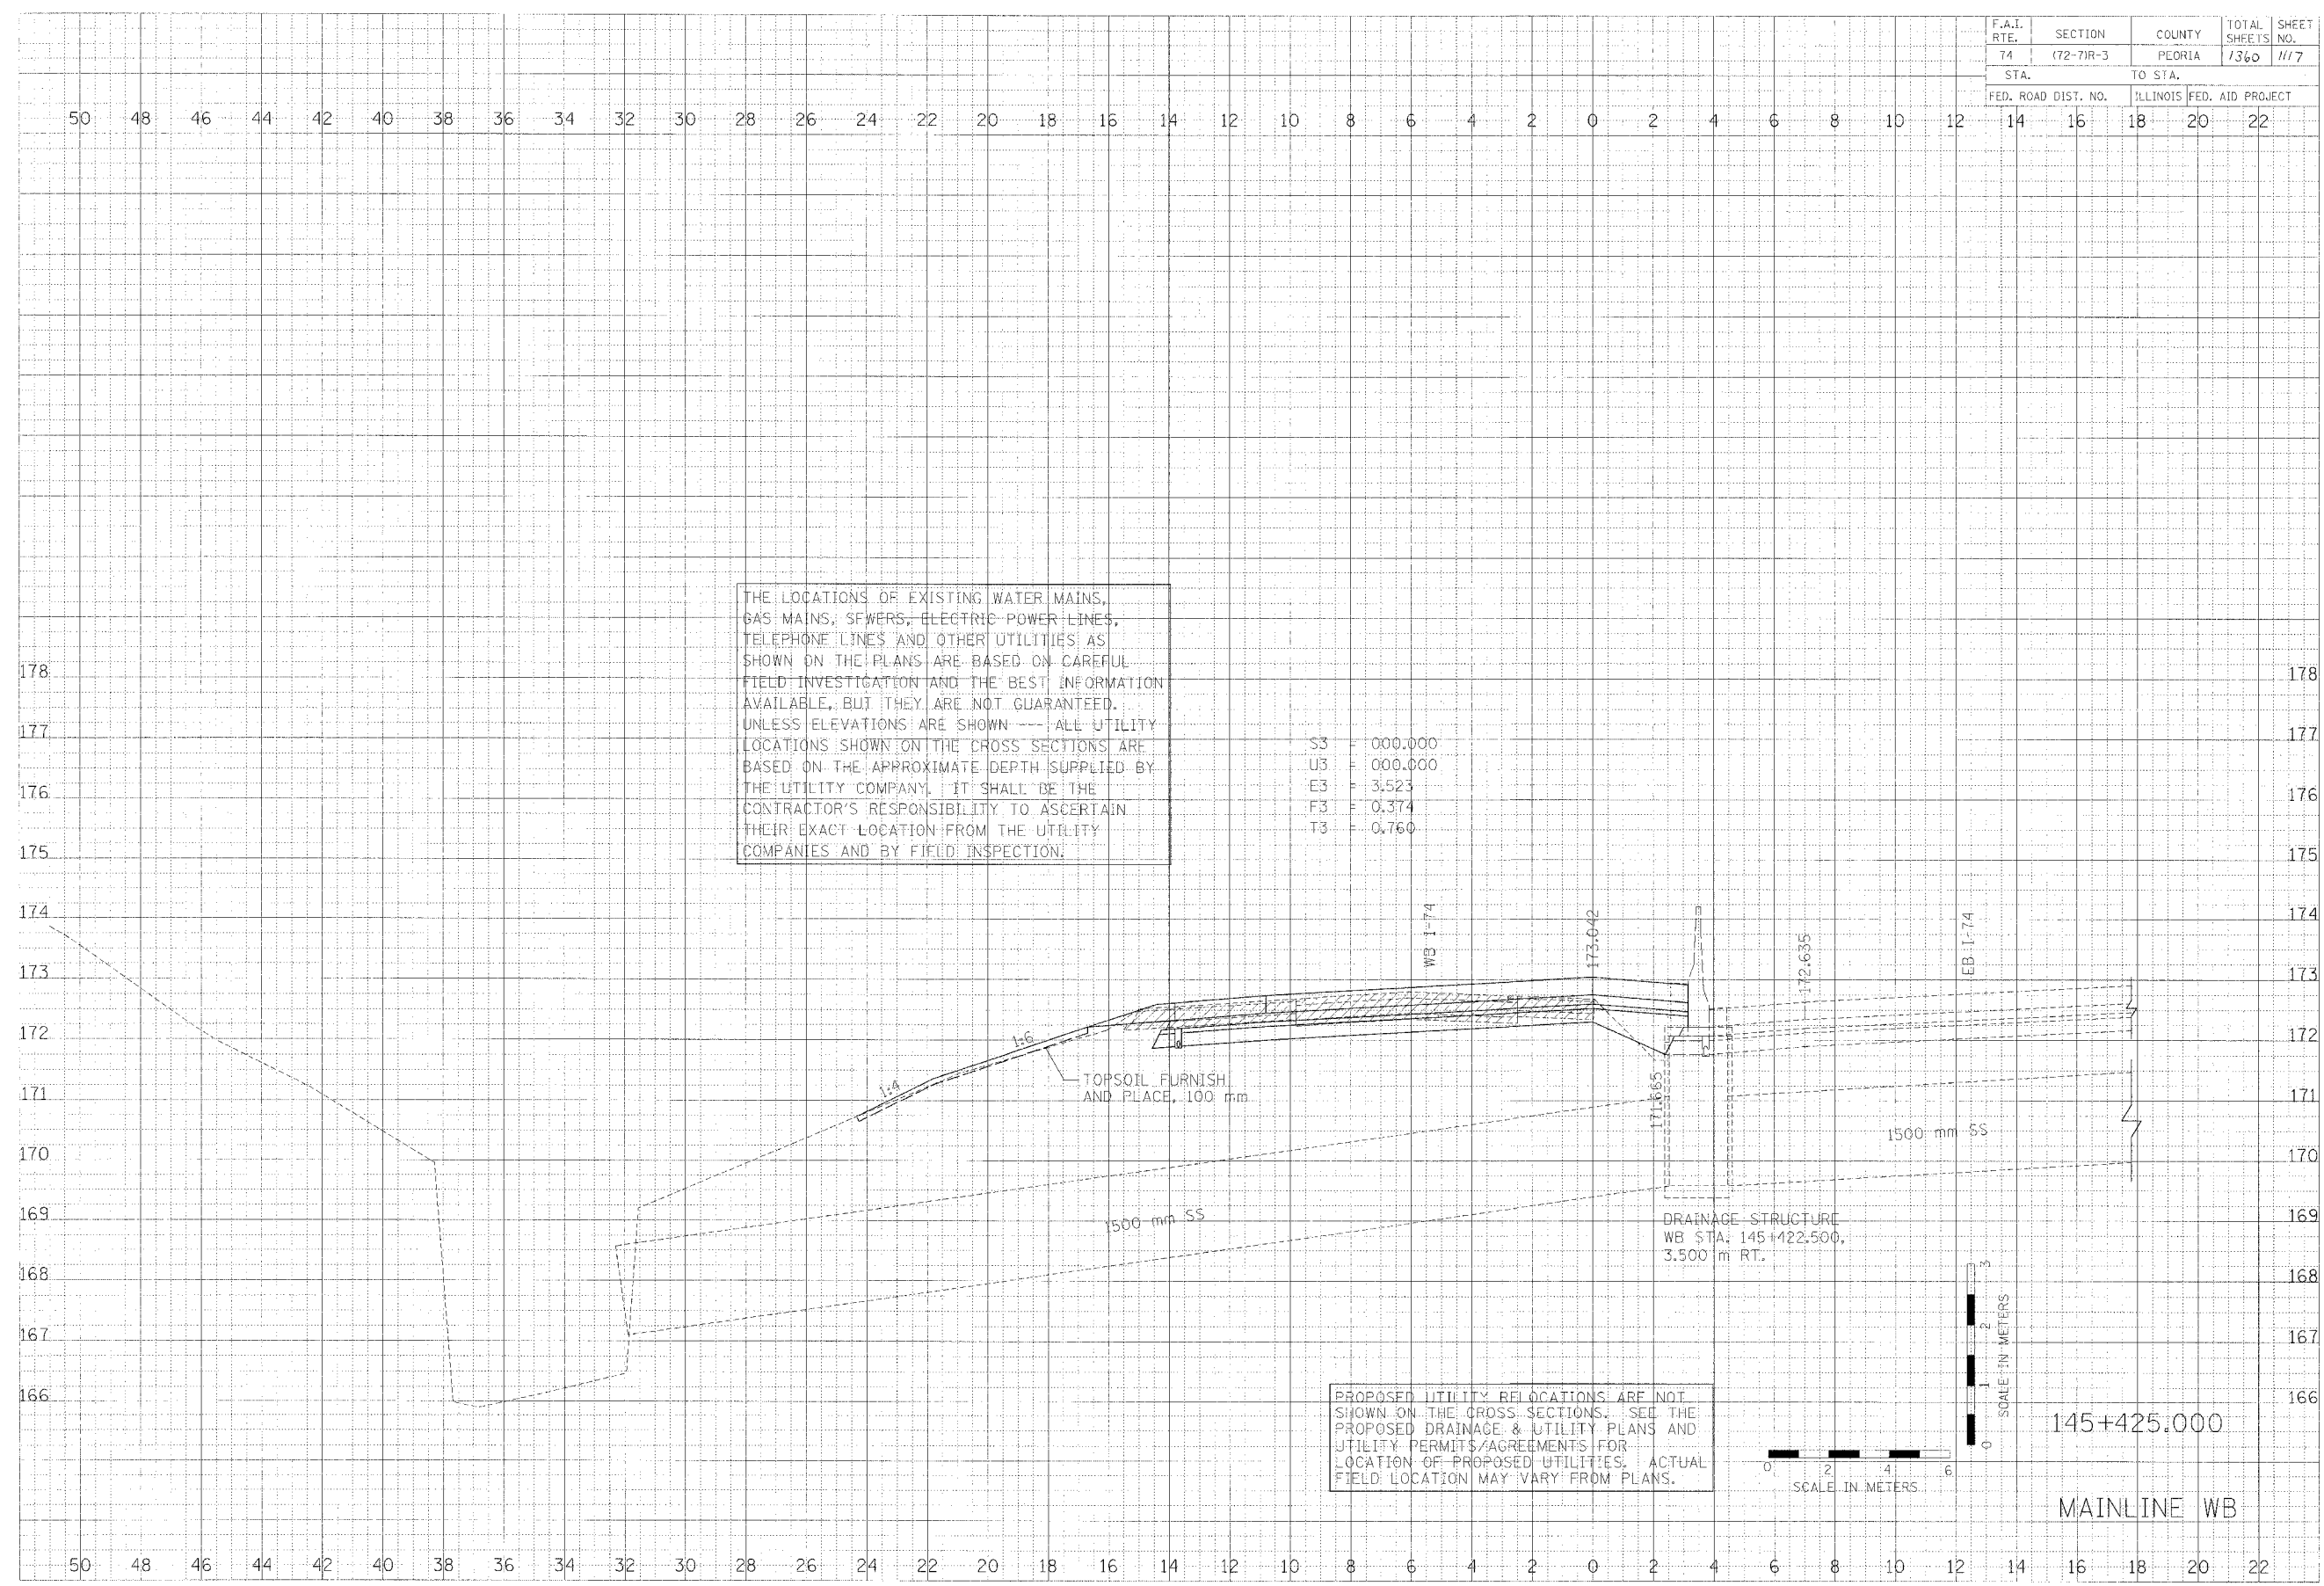 F.A.I. RTE. SECTION COUNTY TOTAL SHEETS SHEET NO.
74 (72-7)R-3 PEORIA 1360 1117
STA. TO STA.
FED. ROAD DIST. NO. ILLINOIS FED. AID PROJECT
50 48 46 44 42 40 38 36 34 32 30 28 26 24 22 20 18 16 14 12 10 8 6 4 2 0 2 4 6 8 10 12 14 16 18 20 22
THE LOCATIONS OF EXISTING WATER MAINS,
GAS MAINS, SEWERS, ELECTRIC POWER LINES,
TELEPHONE LINES AND OTHER UTILITIES AS
SHOWN ON THE PLANS ARE BASED ON CAREFUL
FIELD INVESTIGATION AND THE BEST INFORMATION
AVAILABLE, BUT THEY ARE NOT GUARANTEED.
UNLESS ELEVATIONS ARE SHOWN --- ALL UTILITY
LOCATIONS SHOWN ON THE CROSS SECTIONS ARE
BASED ON THE APPROXIMATE DEPTH SUPPLIED BY
THE UTILITY COMPANY. IT SHALL BE THE
CONTRACTOR'S RESPONSIBILITY TO ASCERTAIN
THEIR EXACT LOCATION FROM THE UTILITY
COMPANIES AND BY FIELD INSPECTION.
S3 = 000.000
U3 = 000.000
E3 = 3.523
F3 = 0.374
T3 = 0.760
178 178
177 177
176 176
175 175
174 174
173 173
172 172
171 171
170 170
169 169
168 168
167 167
166 166
WB I-74
173.042
172.635
EB I-74
1:6
1:4
TOPSOIL FURNISH
AND PLACE, 100 mm
171.665
1500 mm SS
1500 mm SS
DRAINAGE STRUCTURE
WB STA. 145+422.500,
3.500 m RT.
3
2
1
0
SCALE IN METERS
PROPOSED UTILITY RELOCATIONS ARE NOT
SHOWN ON THE CROSS SECTIONS. SEE THE
PROPOSED DRAINAGE & UTILITY PLANS AND
UTILITY PERMITS/AGREEMENTS FOR
LOCATION OF PROPOSED UTILITIES. ACTUAL
FIELD LOCATION MAY VARY FROM PLANS.
0 2 4 6
SCALE IN METERS
145+425.000
MAINLINE WB
50 48 46 44 42 40 38 36 34 32 30 28 26 24 22 20 18 16 14 12 10 8 6 4 2 0 2 4 6 8 10 12 14 16 18 20 22